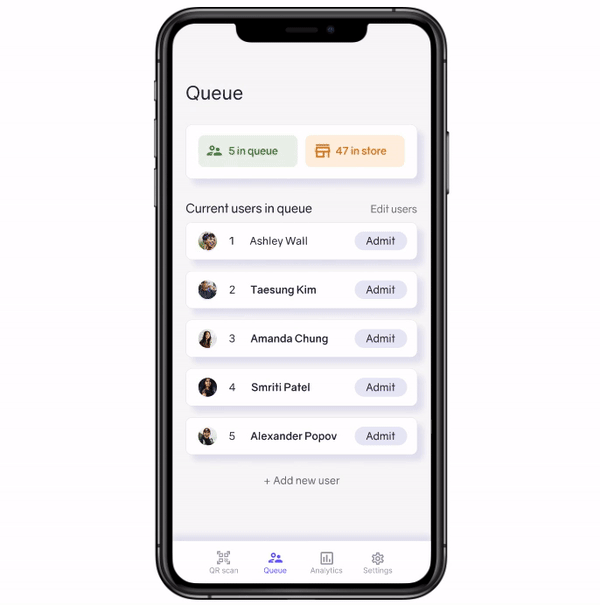 Queue
5 in queue
47 in store
Current users in queue
Edit users
1 Ashley Wall Admit
2 Taesung Kim Admit
3 Amanda Chung Admit
4 Smriti Patel Admit
5 Alexander Popov Admit
+ Add new user
QR scan
Queue
Analytics
Settings